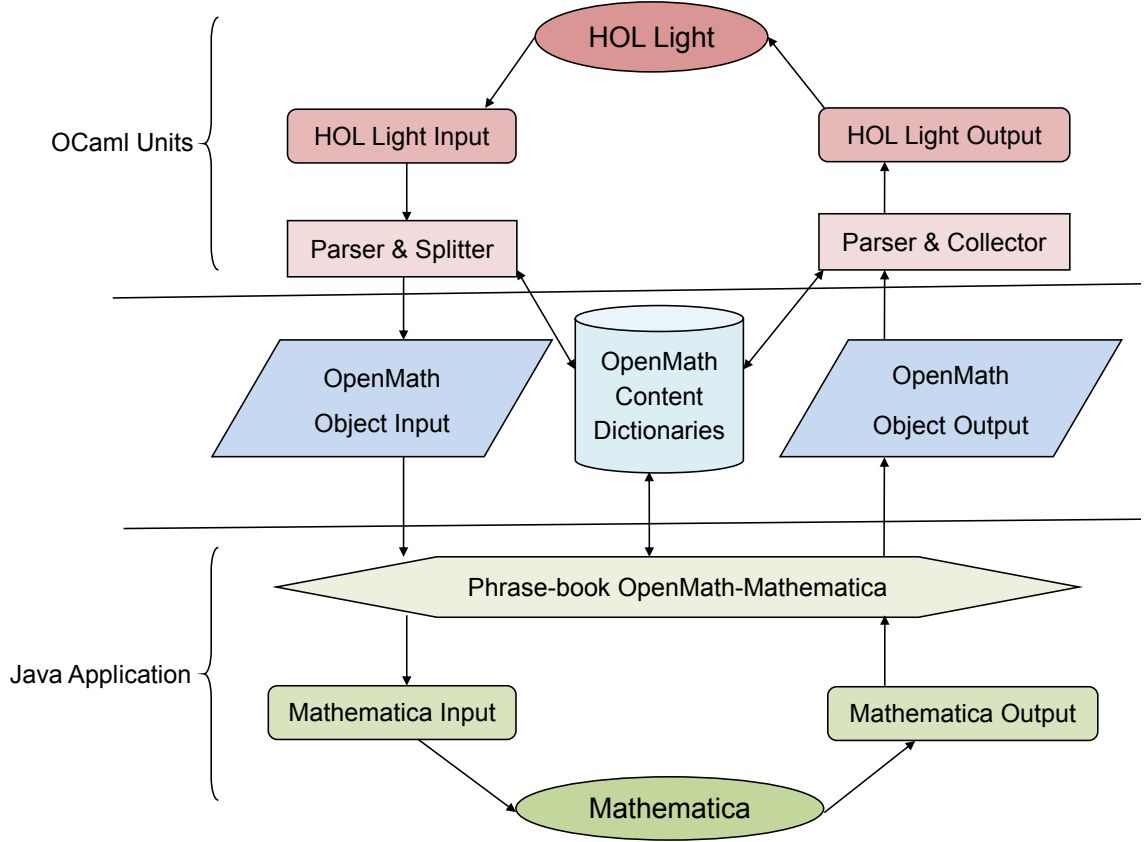 HOL Light
OCaml Units
HOL Light Input
HOL Light Output
Parser & Splitter
Parser & Collector
OpenMath
Object Input
OpenMath
Content
Dictionaries
OpenMath
Object Output
Phrase-book OpenMath-Mathematica
Java Application
Mathematica Input
Mathematica Output
Mathematica